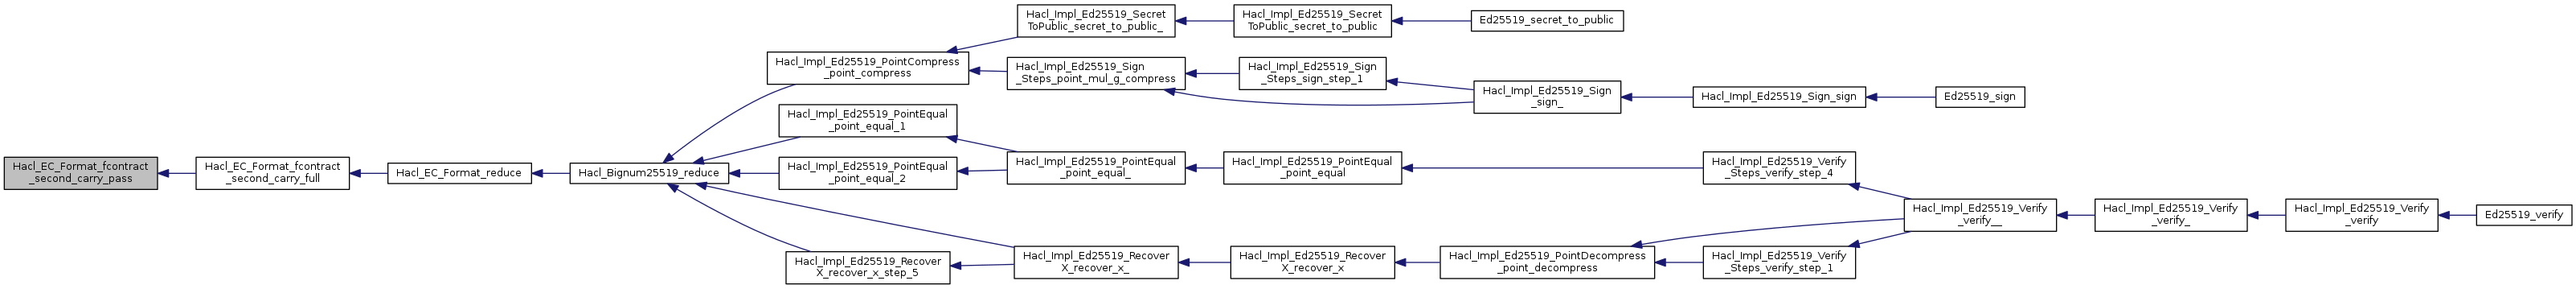 Hacl_EC_Format_fcontract
_second_carry_pass
Hacl_EC_Format_fcontract
_second_carry_full
Hacl_EC_Format_reduce
Hacl_Bignum25519_reduce
Hacl_Impl_Ed25519_PointCompress
_point_compress
Hacl_Impl_Ed25519_Secret
ToPublic_secret_to_public_
Hacl_Impl_Ed25519_Secret
ToPublic_secret_to_public
Ed25519_secret_to_public
Hacl_Impl_Ed25519_Sign
_Steps_point_mul_g_compress
Hacl_Impl_Ed25519_Sign
_Steps_sign_step_1
Hacl_Impl_Ed25519_Sign
_sign_
Hacl_Impl_Ed25519_Sign_sign
Ed25519_sign
Hacl_Impl_Ed25519_PointEqual
_point_equal_1
Hacl_Impl_Ed25519_PointEqual
_point_equal_2
Hacl_Impl_Ed25519_PointEqual
_point_equal_
Hacl_Impl_Ed25519_PointEqual
_point_equal
Hacl_Impl_Ed25519_Verify
_Steps_verify_step_4
Hacl_Impl_Ed25519_Verify
_verify__
Hacl_Impl_Ed25519_Verify
_verify_
Hacl_Impl_Ed25519_Verify
_verify
Ed25519_verify
Hacl_Impl_Ed25519_Recover
X_recover_x_step_5
Hacl_Impl_Ed25519_Recover
X_recover_x_
Hacl_Impl_Ed25519_Recover
X_recover_x
Hacl_Impl_Ed25519_PointDecompress
_point_decompress
Hacl_Impl_Ed25519_Verify
_Steps_verify_step_1